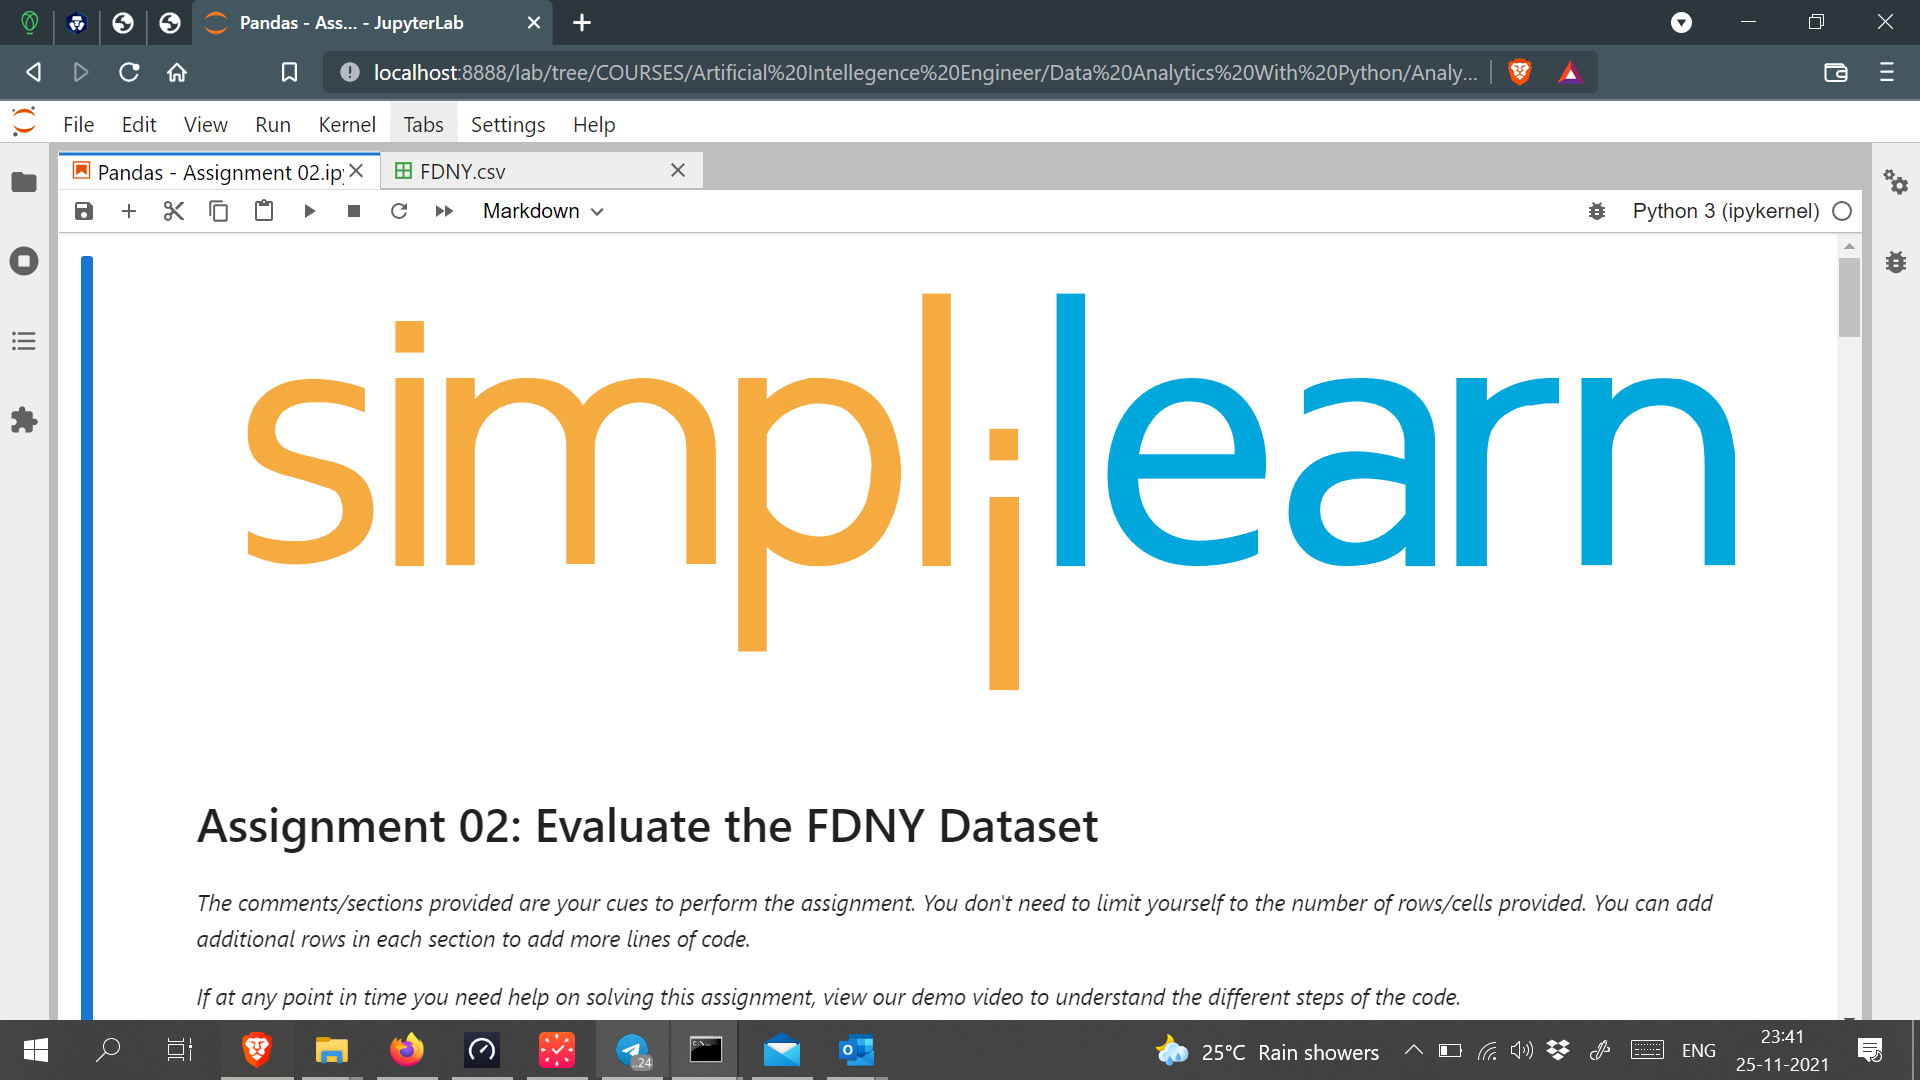 Pandas - Ass... - JupyterLab
localhost:8888/lab/tree/COURSES/Artificial%20Intellegence%20Engineer/Data%20Analytics%20With%20Python/Analy...
File Edit View Run Kernel Tabs Settings Help
Pandas - Assignment 02.ipy FDNY.csv
Markdown Python 3 (ipykernel)
simplilearn
Assignment 02: Evaluate the FDNY Dataset
The comments/sections provided are your cues to perform the assignment. You don't need to limit yourself to the number of rows/cells provided. You can add
additional rows in each section to add more lines of code.
If at any point in time you need help on solving this assignment, view our demo video to understand the different steps of the code.
..24 25°C Rain showers ENG 23:41
25-11-2021